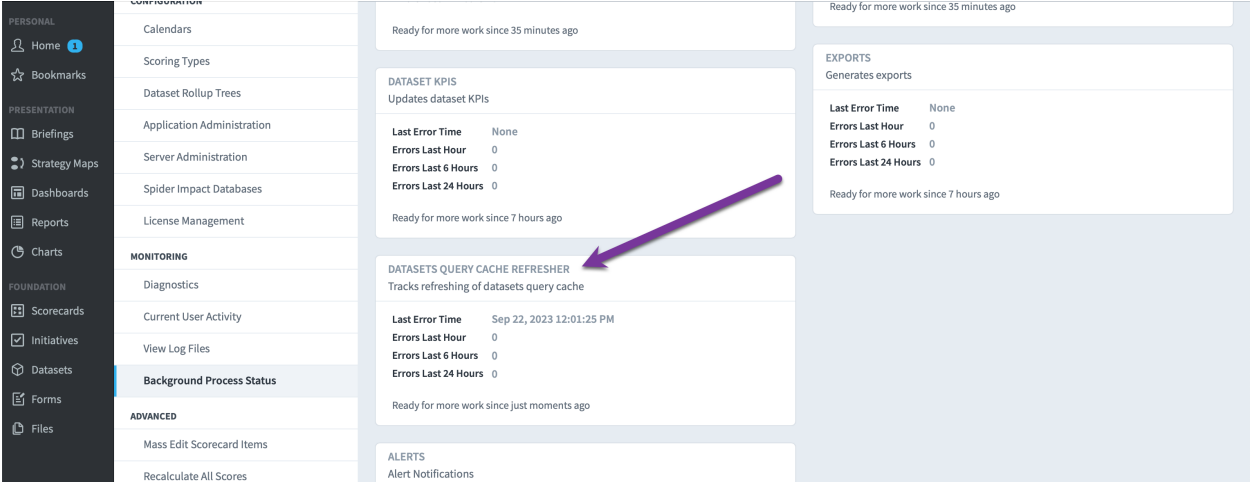 PERSONAL
Home 1
Bookmarks
PRESENTATION
Briefings
Strategy Maps
Dashboards
Reports
Charts
FOUNDATION
Scorecards
Initiatives
Datasets
Forms
Files
CONFIGURATION
Calendars
Scoring Types
Dataset Rollup Trees
Application Administration
Server Administration
Spider Impact Databases
License Management
MONITORING
Diagnostics
Current User Activity
View Log Files
Background Process Status
ADVANCED
Mass Edit Scorecard Items
Recalculate All Scores
Ready for more work since 35 minutes ago
DATASET KPIS
Updates dataset KPIs
Last Error Time None
Errors Last Hour 0
Errors Last 6 Hours 0
Errors Last 24 Hours 0
Ready for more work since 7 hours ago
DATASETS QUERY CACHE REFRESHER
Tracks refreshing of datasets query cache
Last Error Time Sep 22, 2023 12:01:25 PM
Errors Last Hour 0
Errors Last 6 Hours 0
Errors Last 24 Hours 0
Ready for more work since just moments ago
ALERTS
Alert Notifications
Ready for more work since 35 minutes ago
EXPORTS
Generates exports
Last Error Time None
Errors Last Hour 0
Errors Last 6 Hours 0
Errors Last 24 Hours 0
Ready for more work since 7 hours ago